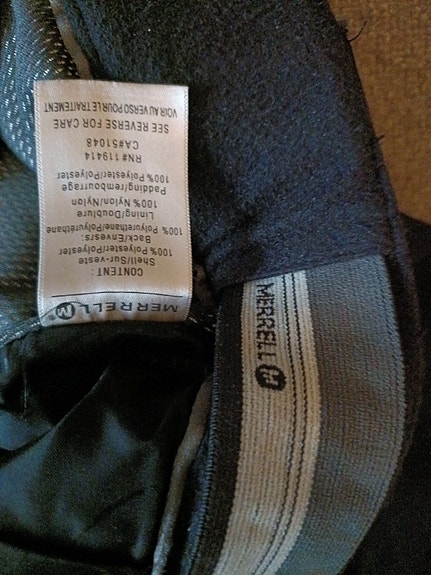 MERRELL M
CONTENT :
Shell/Sur-veste
100% Polyester/Polyester
Back/Envesrs:
100% Polyurethane/Polyuréthane
Lining/Doublure
100% Nylon/Nylon
Padding/rembourrage
100% Polyester/Polyester
RN# 119414
CA#51048
SEE REVERSE FOR CARE
VOIR AU VERSO POUR LE TRAITEMENT
MERRELL M